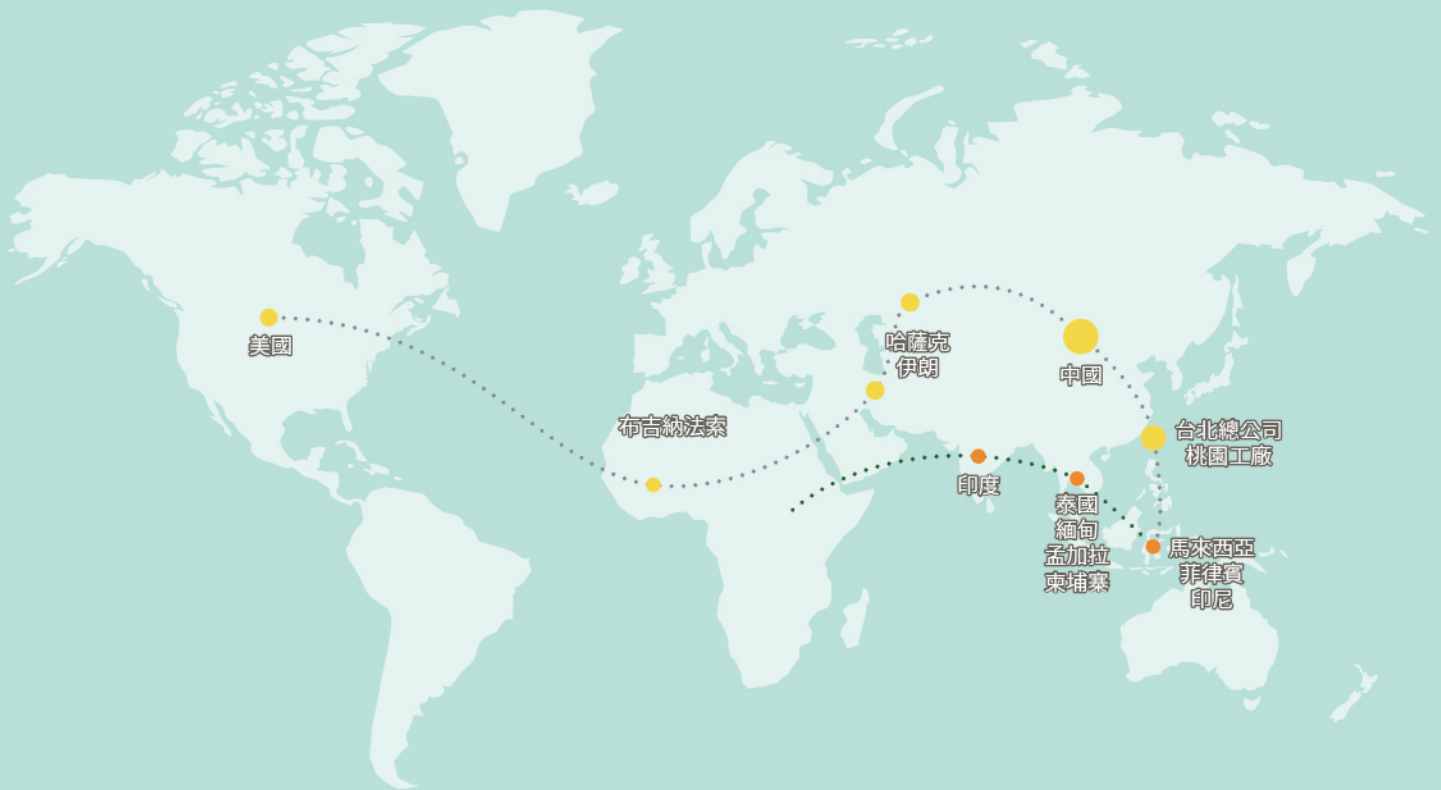 美國
布吉納法索
哈薩克
伊朗
中國
台北總公司
桃園工廠
印度
泰國
緬甸
孟加拉
柬埔寨
馬來西亞
菲律賓
印尼